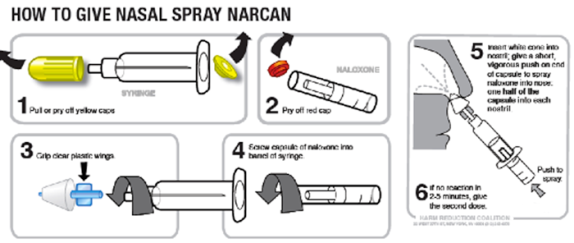 HOW TO GIVE NASAL SPRAY NARCAN
SYRINGE
1 Pull or pry off yellow caps
NALOXONE
2 Pry off red cap
3 Grip clear plastic wings.
4 Screw capsule of naloxone into
barrel of syringe.
5 Insert white cone into
nostril; give a short,
vigorous push on end
of capsule to spray
naloxone into nose:
one half of the
capsule into each
nostril
Push to
spray.
6 If no reaction in
2-5 minutes, give
the second dose.
HARM REDUCTION COALITION